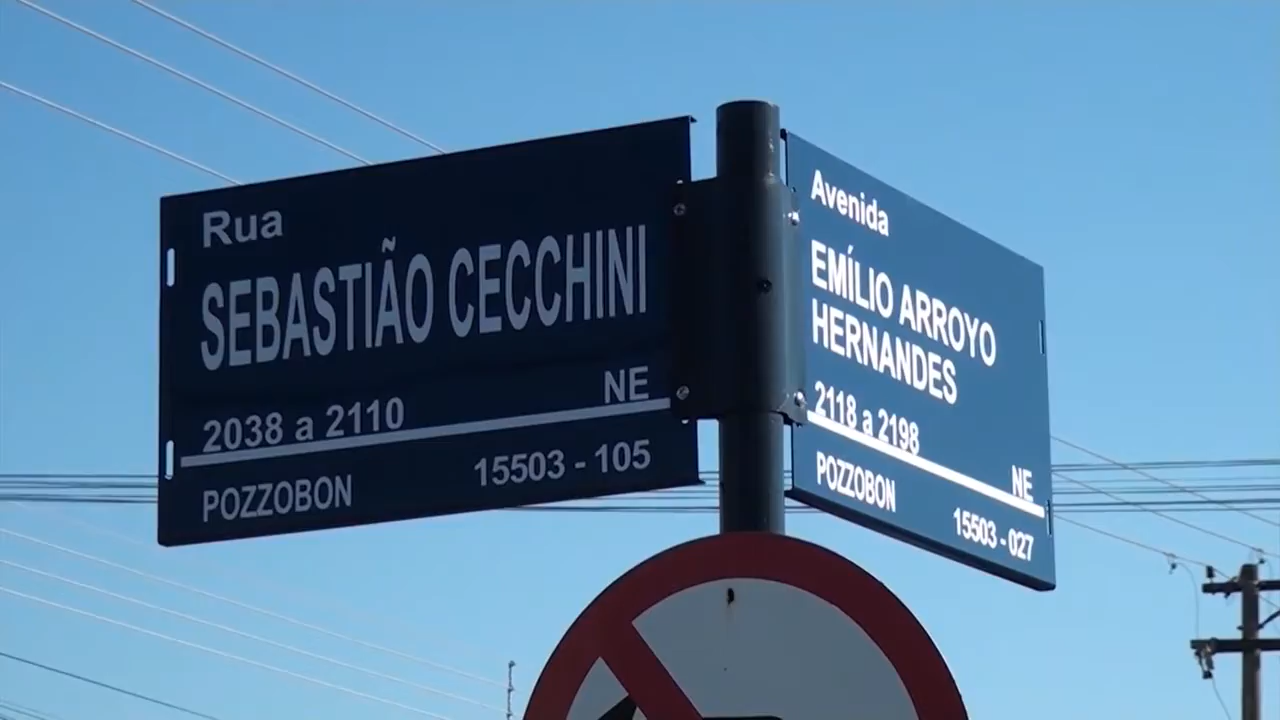 Rua
SEBASTIÃO CECCHINI
NE
2038 a 2110
POZZOBON
15503 - 105
Avenida
EMÍLIO ARROYO
HERNANDES
2118 a 2198
NE
POZZOBON
15503 - 027